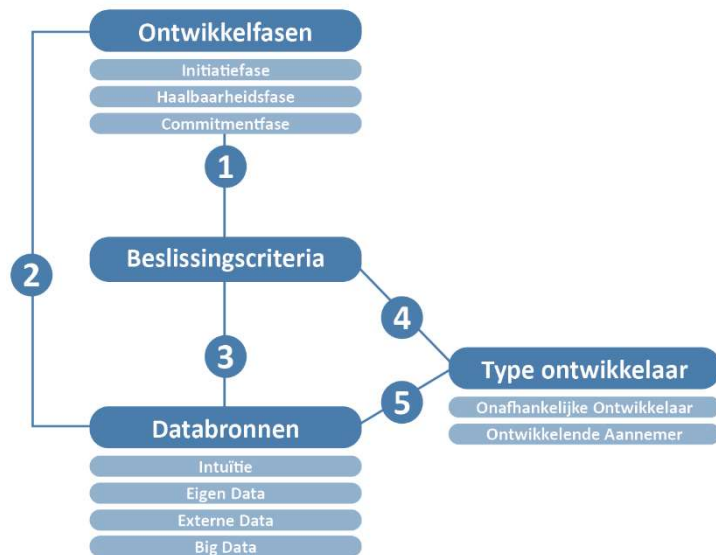 Ontwikkelfasen
Initiatiefase
Haalbaarheidsfase
Commitmentfase
1
Beslissingscriteria
2
4
3
Type ontwikkelaar
5
Onafhankelijke Ontwikkelaar
Databronnen
Ontwikkelende Aannemer
Intuïtie
Eigen Data
Externe Data
Big Data